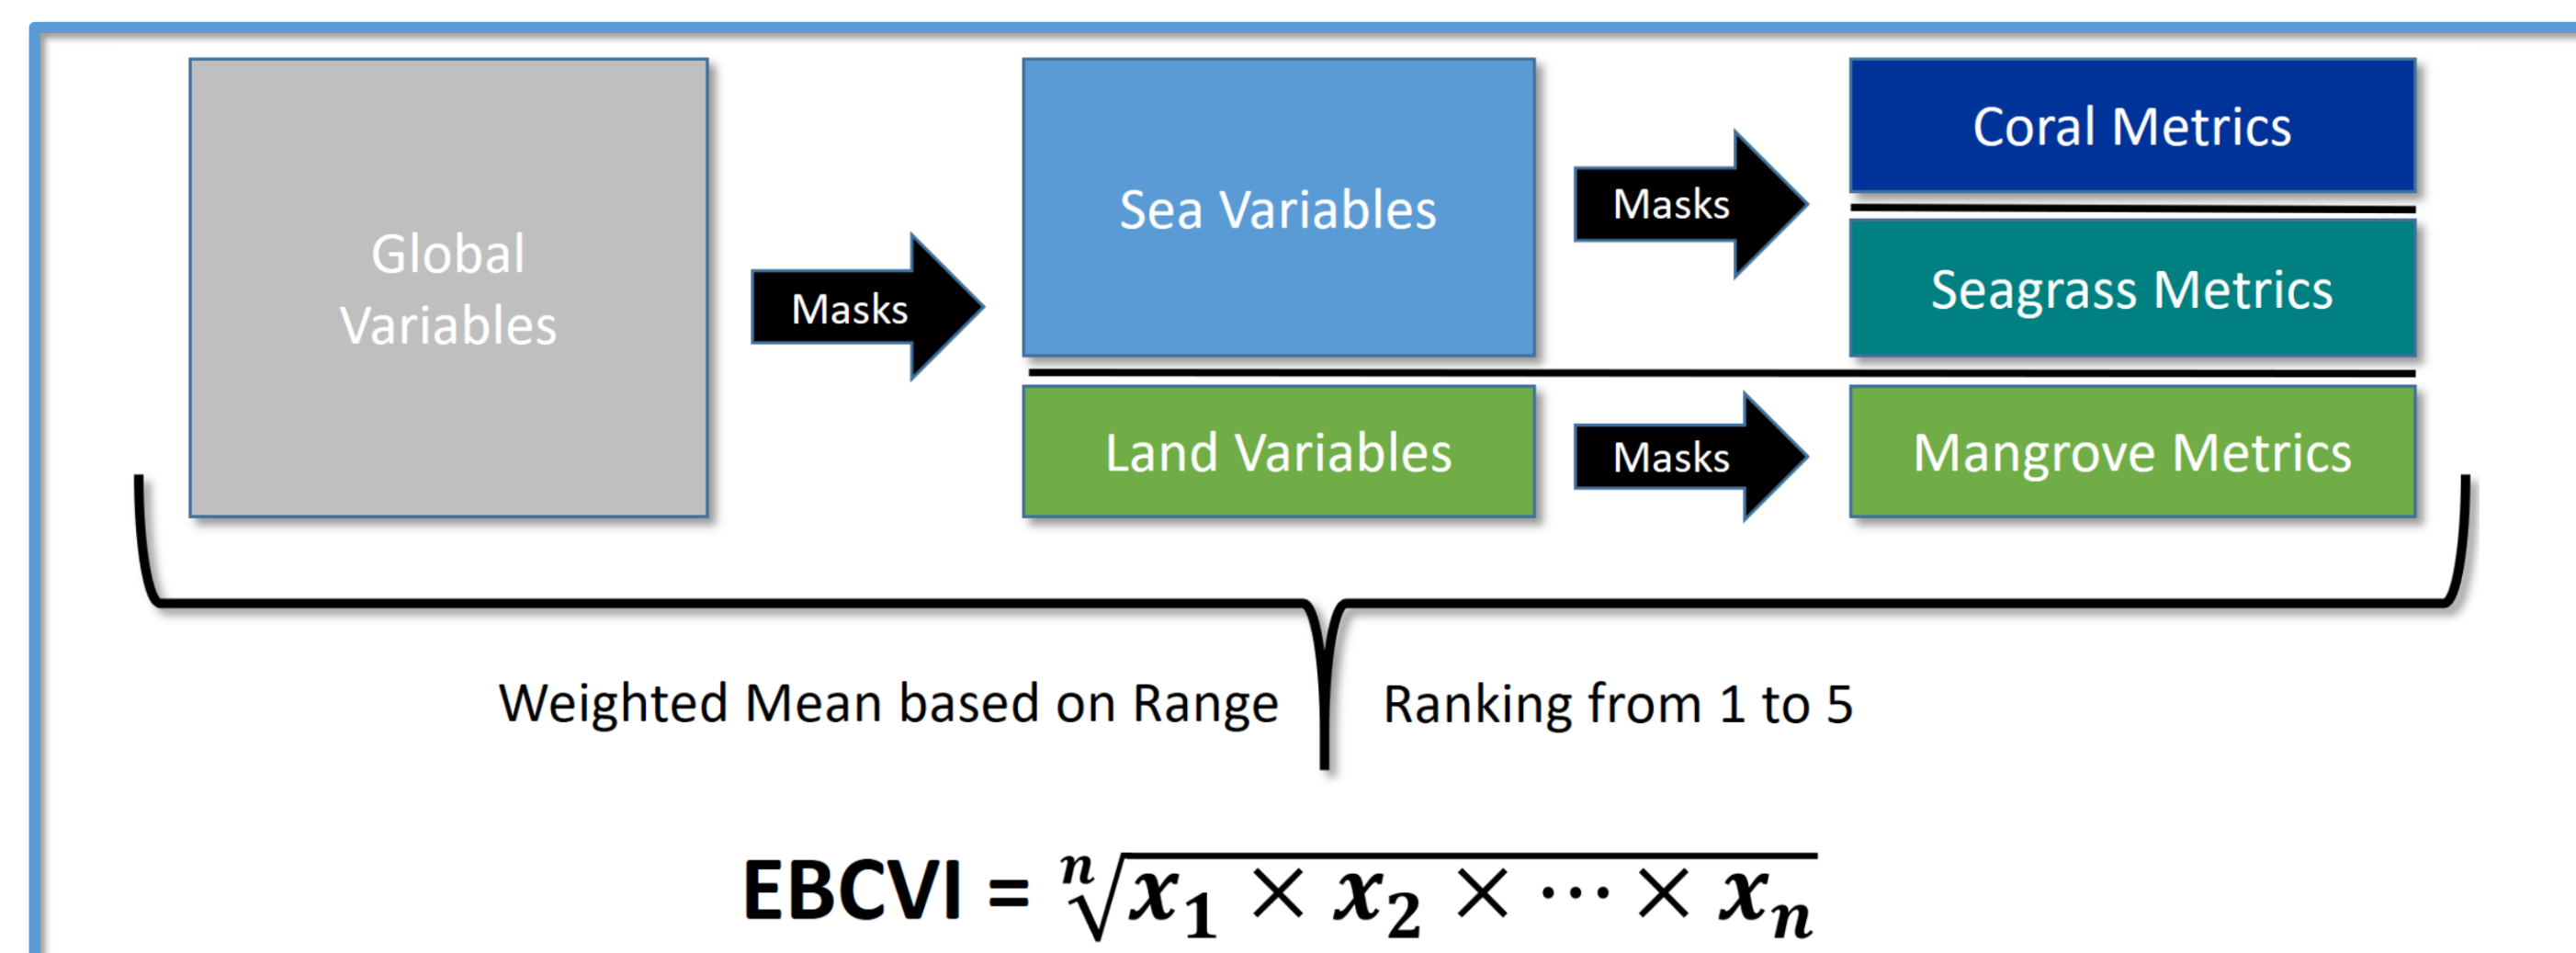 Global
Variables
Masks
Sea Variables
Land Variables
Masks
Masks
Coral Metrics
Seagrass Metrics
Mangrove Metrics
Weighted Mean based on Range
Ranking from 1 to 5
EBCVI = ⁿ√x₁ × x₂ × ⋯ × xₙ